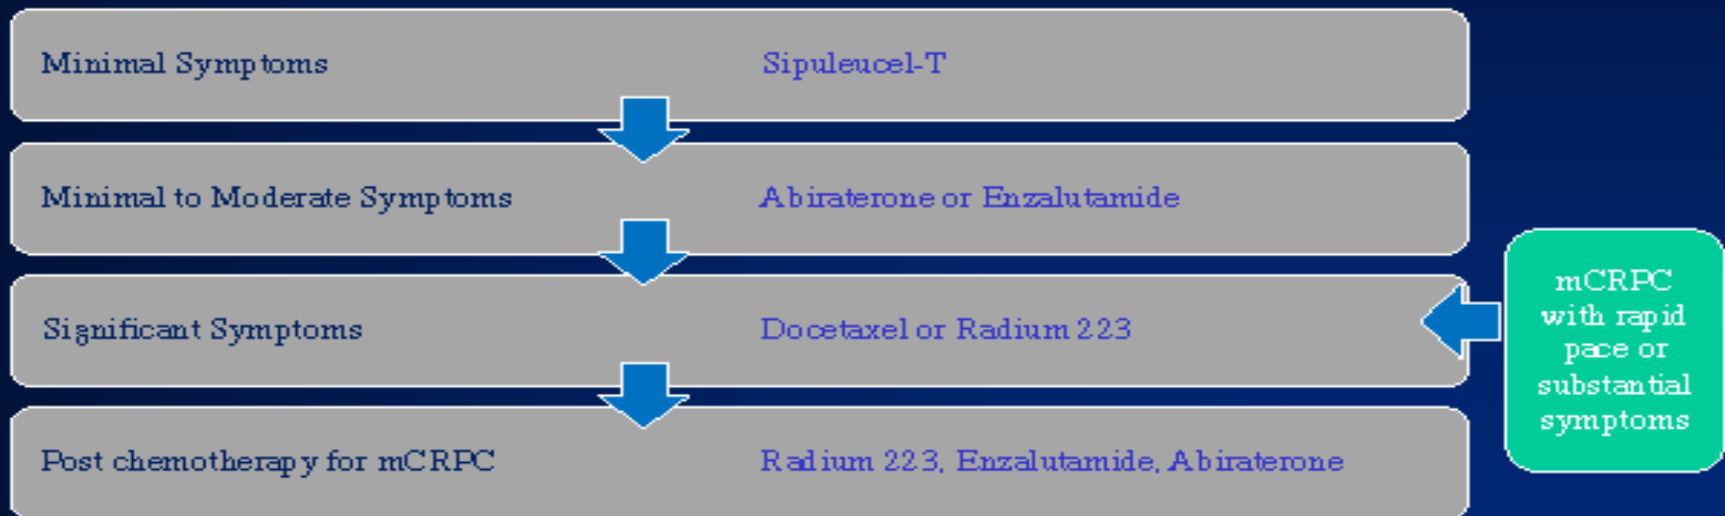 Minimal Symptoms Sipuleucel-T
Minimal to Moderate Symptoms Abiraterone or Enzalutamide
Significant Symptoms Docetaxel or Radium 223
Post chemotherapy for mCRPC Radium 223, Enzalutamide, Abiraterone
mCRPC
with rapid
pace or
substantial
symptoms